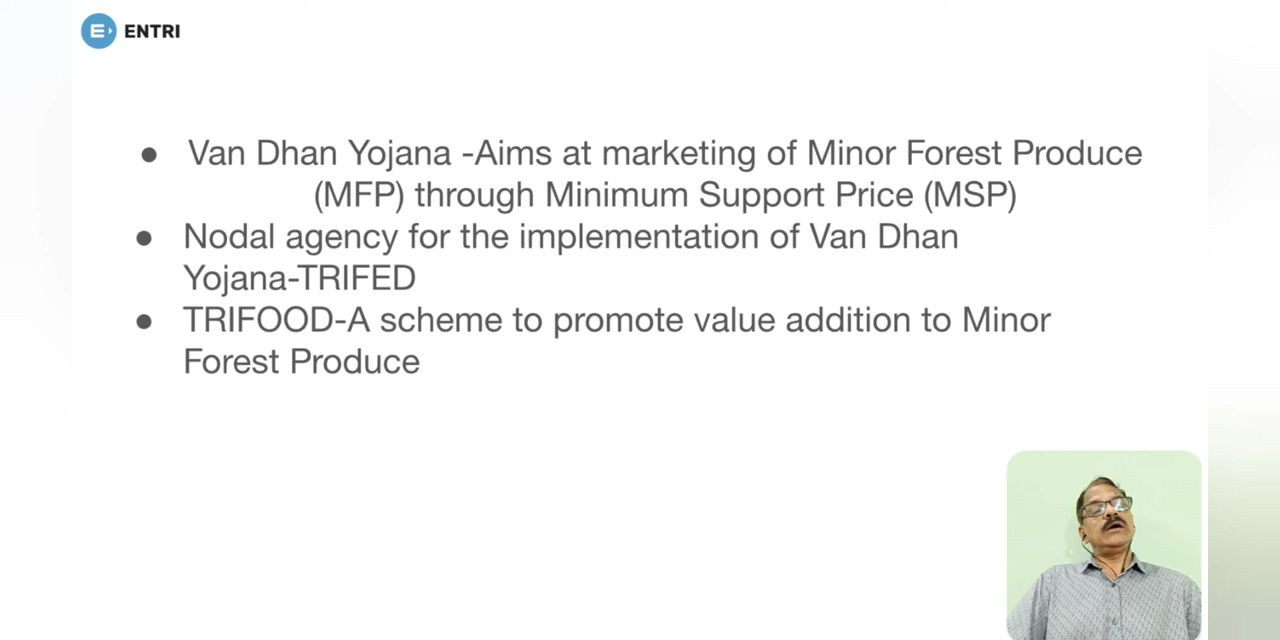 ENTRI
● Van Dhan Yojana -Aims at marketing of Minor Forest Produce
(MFP) through Minimum Support Price (MSP)
● Nodal agency for the implementation of Van Dhan
Yojana-TRIFED
● TRIFOOD-A scheme to promote value addition to Minor
Forest Produce